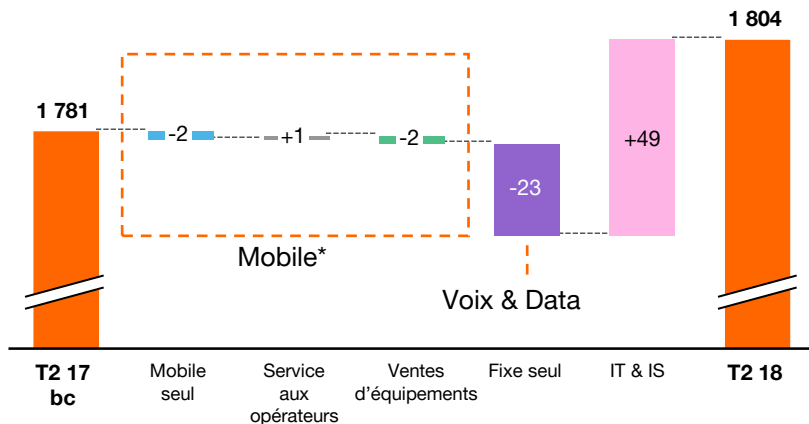 1 804
1 781
-2
+1
-2
+49
-23
Mobile*
Voix & Data
T2 17
bc
Mobile
seul
Service
aux
opérateurs
Ventes
d'équipements
Fixe seul
IT & IS
T2 18